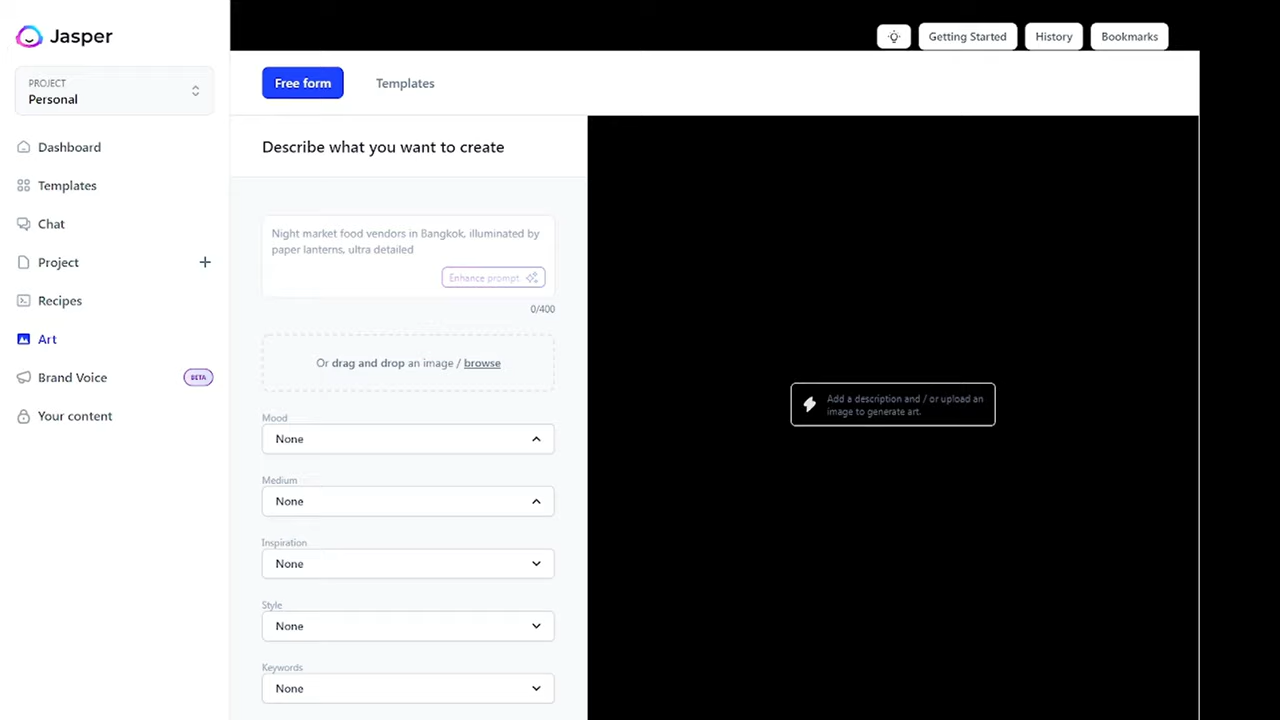 Jasper
PROJECT
Personal
Dashboard
Templates
Chat
Project
Recipes
Art
Brand Voice
BETA
Your content
Getting Started
History
Bookmarks
Free form
Templates
Describe what you want to create
Night market food vendors in Bangkok, illuminated by
paper lanterns, ultra detailed
Enhance prompt
0/400
Or drag and drop an image / browse
Mood
None
Medium
None
Inspiration
None
Style
None
Keywords
None
Add a description and / or upload an
image to generate art.